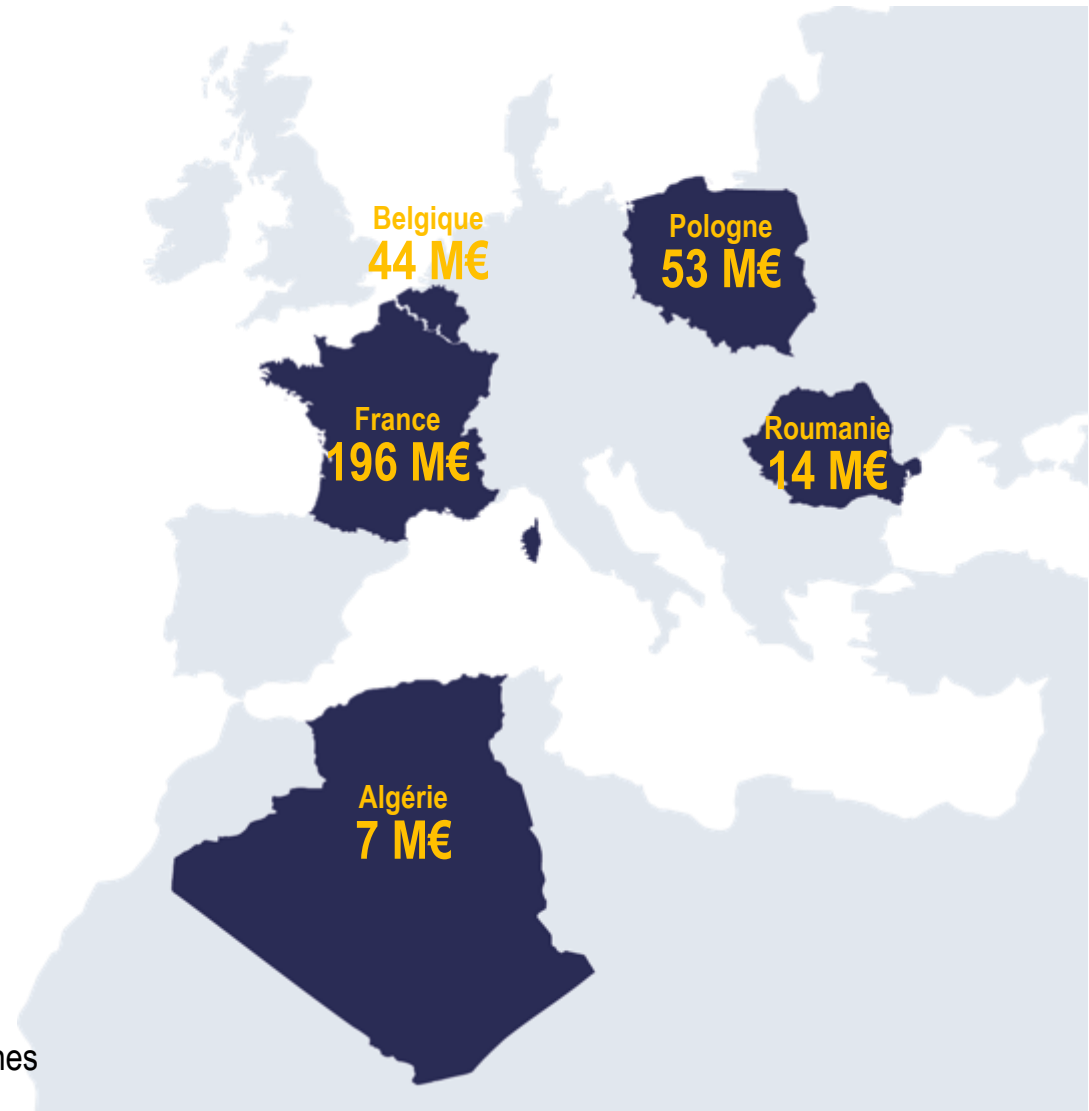 Belgique
44 M€
Pologne
53 M€
France
196 M€
Roumanie
14 M€
Algérie
7 M€